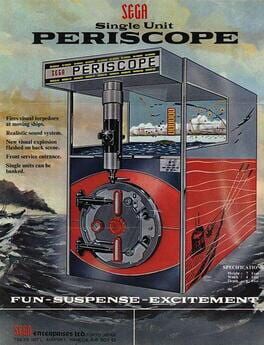 SEGA
Single Unit
PERISCOPE
SEGA PERISCOPE
Fires visual torpedoes
at moving ships.
Realistic sound system.
New visual explosion
flashed on back scene.
Front service entrance.
Single units can be
banked.
SPECIFICATIONS
FUN-SUSPENSE-EXCITEMENT
SEGA ENTERPRISES Ltd.